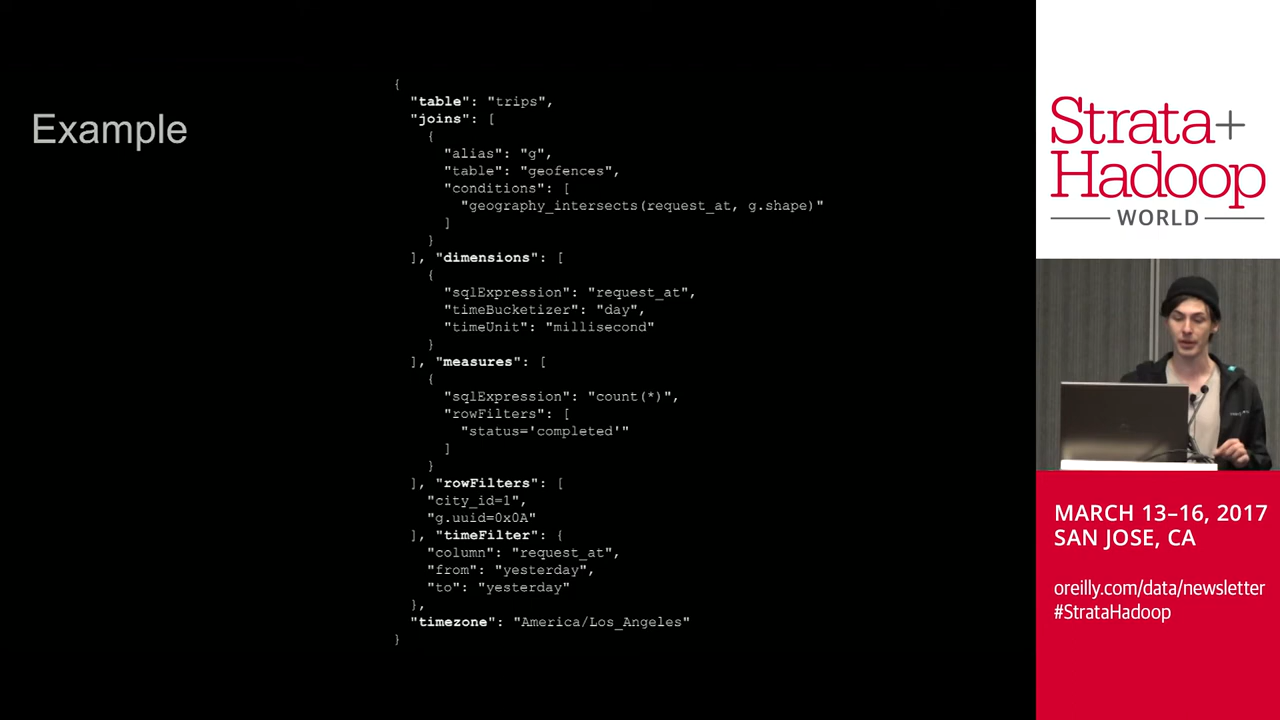 Example
{
"table": "trips",
"joins": [
{
"alias": "g",
"table": "geofences",
"conditions": [
"geography_intersects(request_at, g.shape)"
]
}
], "dimensions": [
{
"sqlExpression": "request_at",
"timeBucketizer": "day",
"timeUnit": "millisecond"
}
], "measures": [
{
"sqlExpression": "count(*)",
"rowFilters": [
"status='completed'"
]
}
], "rowFilters": [
"city_id=1",
"g.uuid=0x0A"
], "timeFilter": {
"column": "request_at",
"from": "yesterday",
"to": "yesterday"
},
"timezone": "America/Los_Angeles"
}
Strata+
Hadoop
WORLD
MARCH 13–16, 2017
SAN JOSE, CA
oreilly.com/data/newsletter
#StrataHadoop